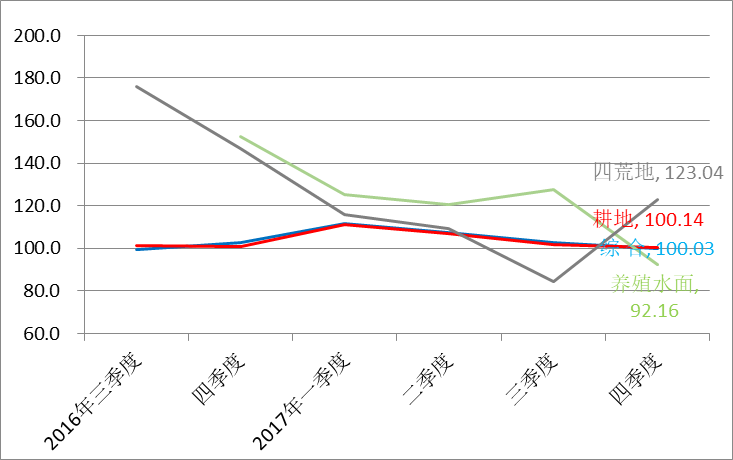 200.0
180.0
160.0
140.0
120.0
100.0
80.0
60.0
四荒地, 123.04
耕地, 100.14
综 合, 100.03
养殖水面,
92.16
2016年三季度
四季度
2017年一季度
二季度
三季度
四季度